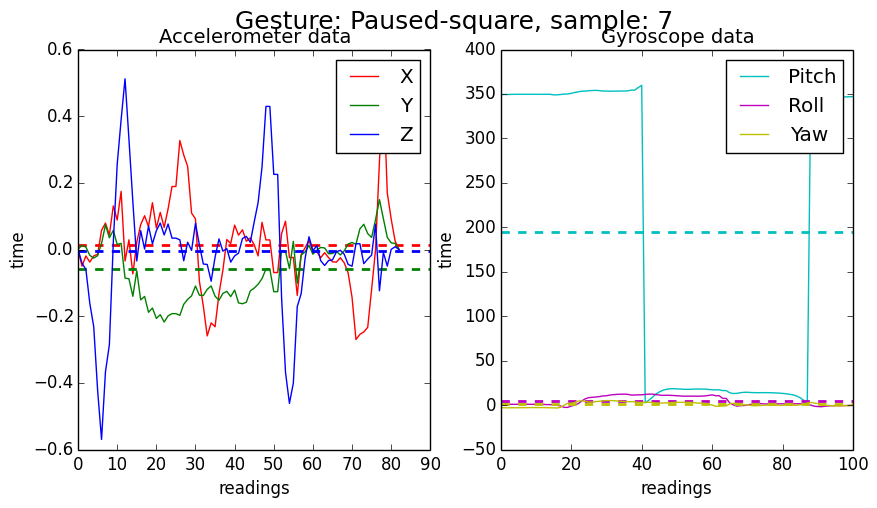 Gesture: Paused-square, sample: 7
Accelerometer data
0.6
0.4
0.2
0.0
−0.2
−0.4
−0.6
time
X
Y
Z
0 10 20 30 40 50 60 70 80 90
readings
Gyroscope data
400
350
300
250
200
150
100
50
0
−50
time
Pitch
Roll
Yaw
0 20 40 60 80 100
readings